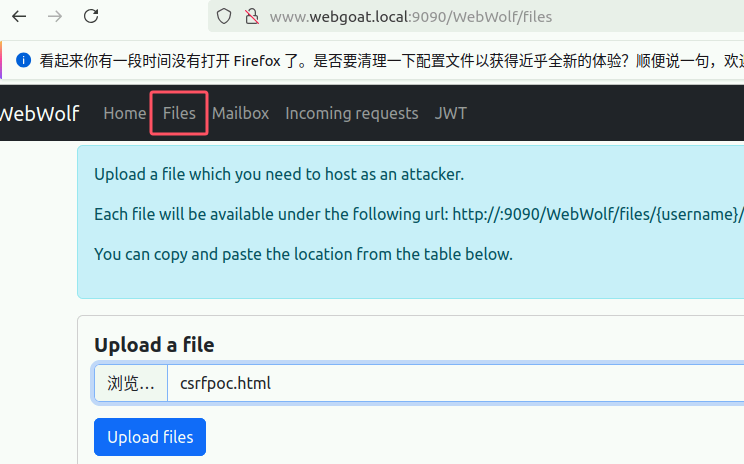 www.webgoat.local:9090/WebWolf/files
看起来你有一段时间没有打开 Firefox 了。是否要清理一下配置文件以获得近乎全新的体验？顺便说一句，欢迎
WebWolf Home Files Mailbox Incoming requests JWT
Upload a file which you need to host as an attacker.
Each file will be available under the following url: http://:9090/WebWolf/files/{username}/
You can copy and paste the location from the table below.
Upload a file
浏览… csrfpoc.html
Upload files